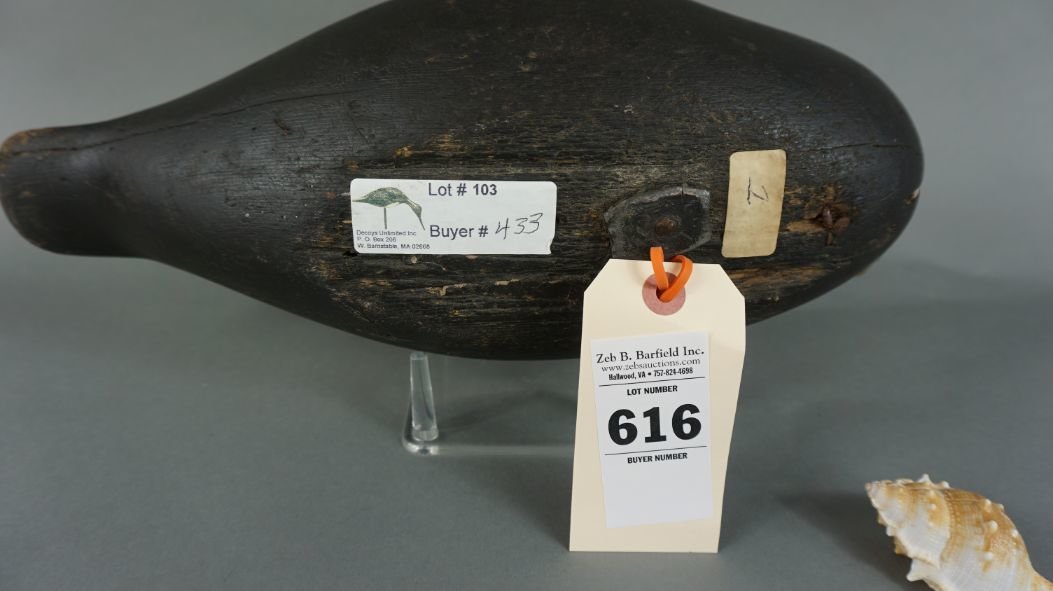 Lot # 103
Buyer # 433
Decoys Unlimited Inc
P. O. Box 206
W. Barnstable, MA 02668
Zeb B. Barfield Inc.
www.zebsauctions.com
Hallwood, VA • 757-824-4698
LOT NUMBER
616
BUYER NUMBER